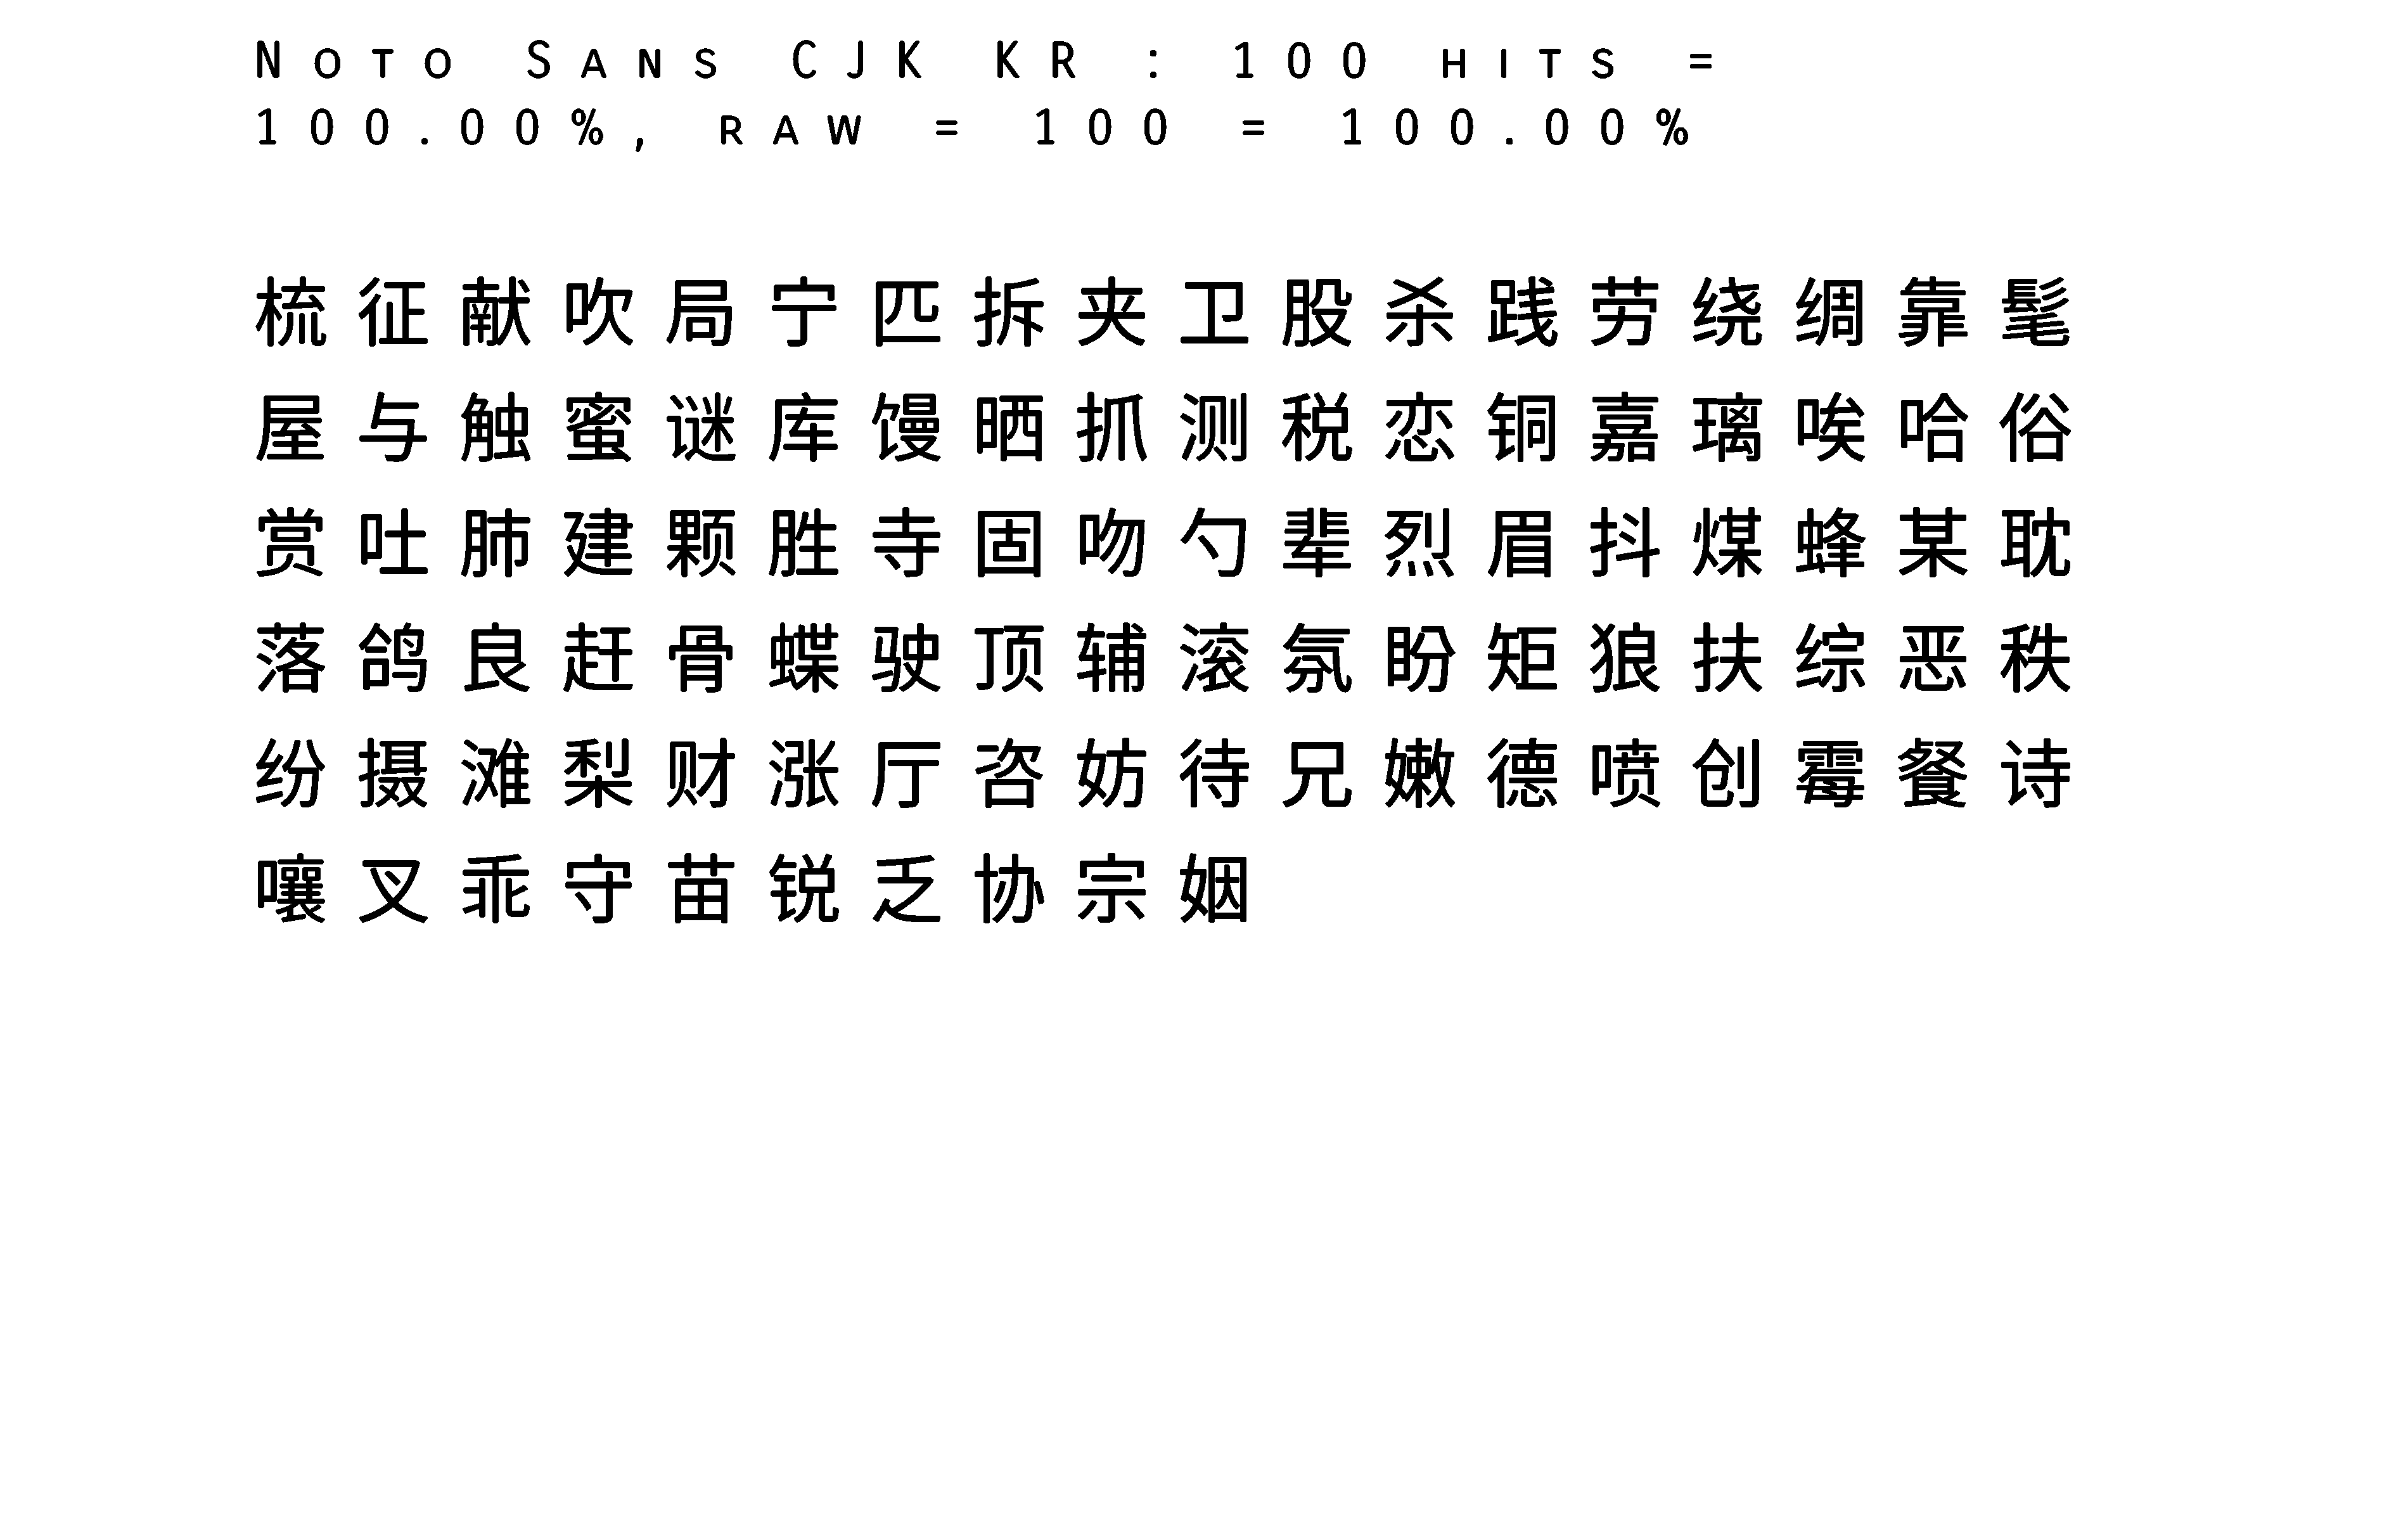 Noto Sans CJK KR : 100 hits =
100.00%, raw = 100 = 100.00%
梳征献吹局宁匹拆夹卫股杀践劳绕绸靠髦
屋与触蜜谜库馒晒抓测税恋铜嘉璃唉哈俗
赏吐肺建颗胜寺固吻勺辈烈眉抖煤蜂某耽
落鸽良赶骨蝶驶顶辅滚氛盼矩狼扶综恶秩
纷摄滩梨财涨厅咨妨待兄嫩德喷创霉餐诗
嚷叉乖守苗锐乏协宗姻